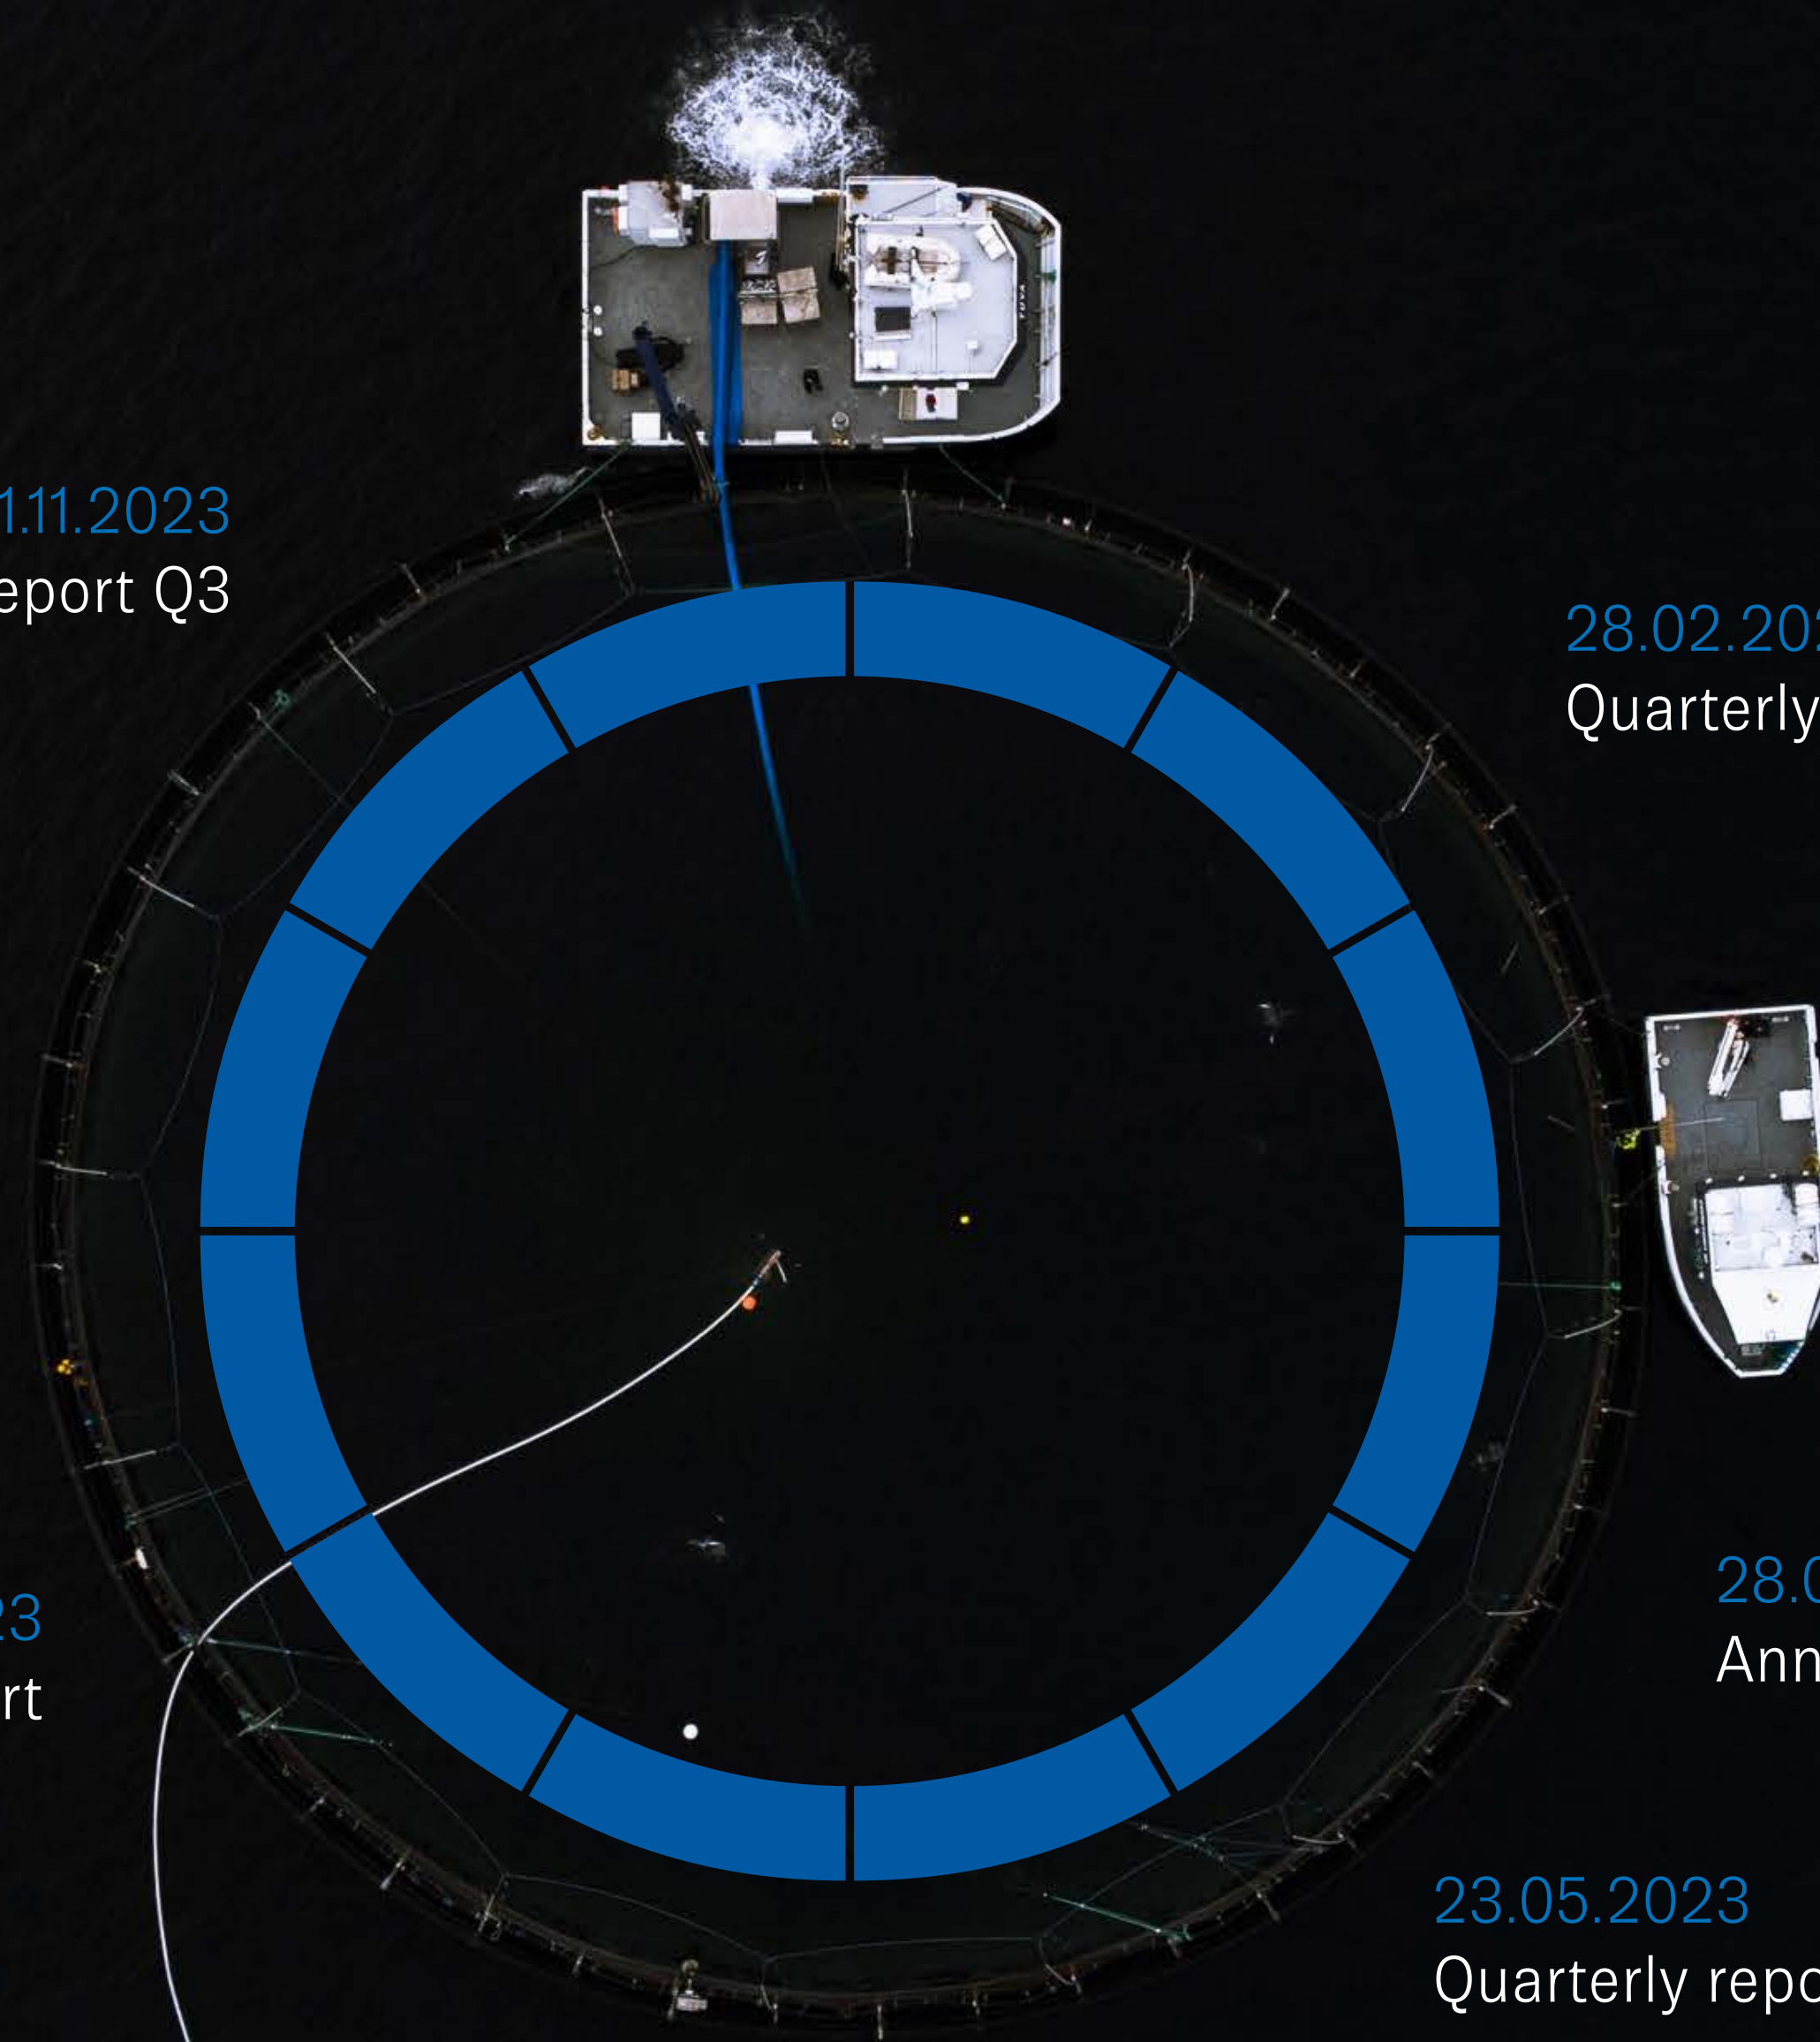 1.11.2023
eport Q3
28.02.202
Quarterly
23
rt
28.0
Ann
23.05.2023
Quarterly repo